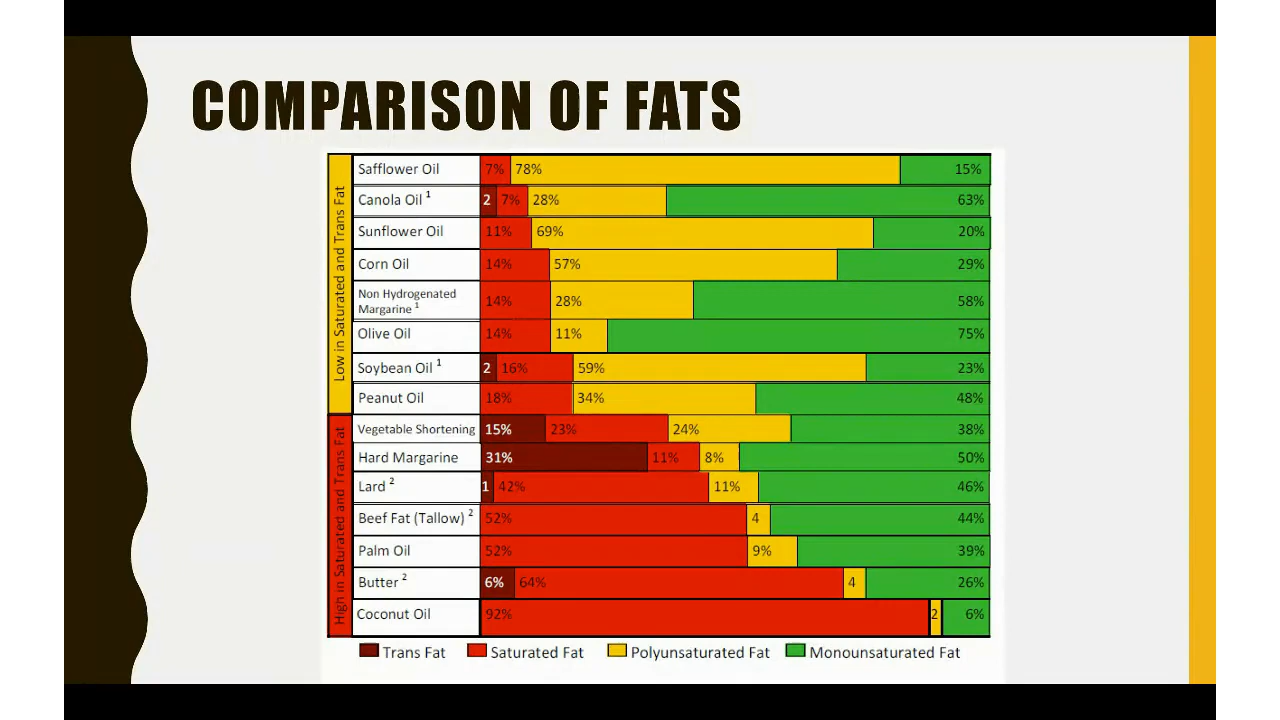 COMPARISON OF FATS
Low in Saturated and Trans Fat
Safflower Oil 7% 78% 15%
Canola Oil 1 2 7% 28% 63%
Sunflower Oil 11% 69% 20%
Corn Oil 14% 57% 29%
Non Hydrogenated
Margarine 1 14% 28% 58%
Olive Oil 14% 11% 75%
Soybean Oil 1 2 16% 59% 23%
Peanut Oil 18% 34% 48%
High in Saturated and Trans Fat
Vegetable Shortening 15% 23% 24% 38%
Hard Margarine 31% 11% 8% 50%
Lard 2 1 42% 11% 46%
Beef Fat (Tallow) 2 52% 4 44%
Palm Oil 52% 9% 39%
Butter 2 6% 64% 4 26%
Coconut Oil 92% 2 6%
Trans Fat Saturated Fat Polyunsaturated Fat Monounsaturated Fat